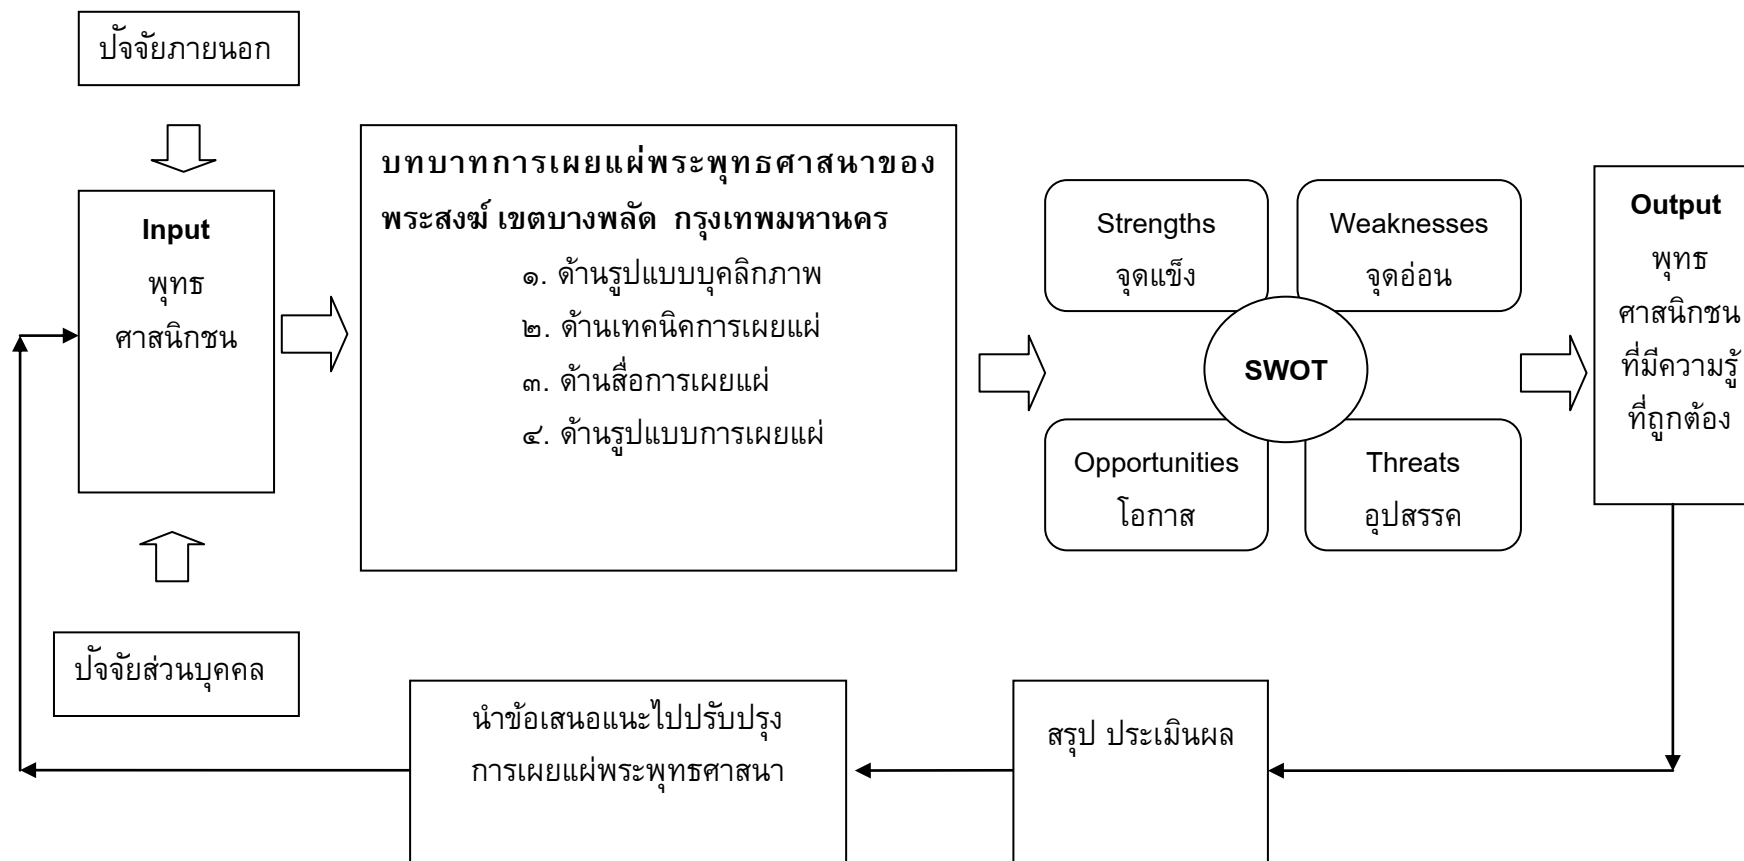 ปัจจัยภายนอก
Input
พุทธ
ศาสนิกชน
ปัจจัยส่วนบุคคล
บทบาทการเผยแผ่พระพุทธศาสนาของ
พระสงฆ์ เขตบางพลัด กรุงเทพมหานคร
๑. ด้านรูปแบบบุคลิกภาพ
๒. ด้านเทคนิคการเผยแผ่
๓. ด้านสื่อการเผยแผ่
๔. ด้านรูปแบบการเผยแผ่
Strengths
จุดแข็ง
Weaknesses
จุดอ่อน
SWOT
Opportunities
โอกาส
Threats
อุปสรรค
Output
พุทธ
ศาสนิกชน
ที่มีความรู้
ที่ถูกต้อง
สรุป ประเมินผล
นำข้อเสนอแนะไปปรับปรุง
การเผยแผ่พระพุทธศาสนา